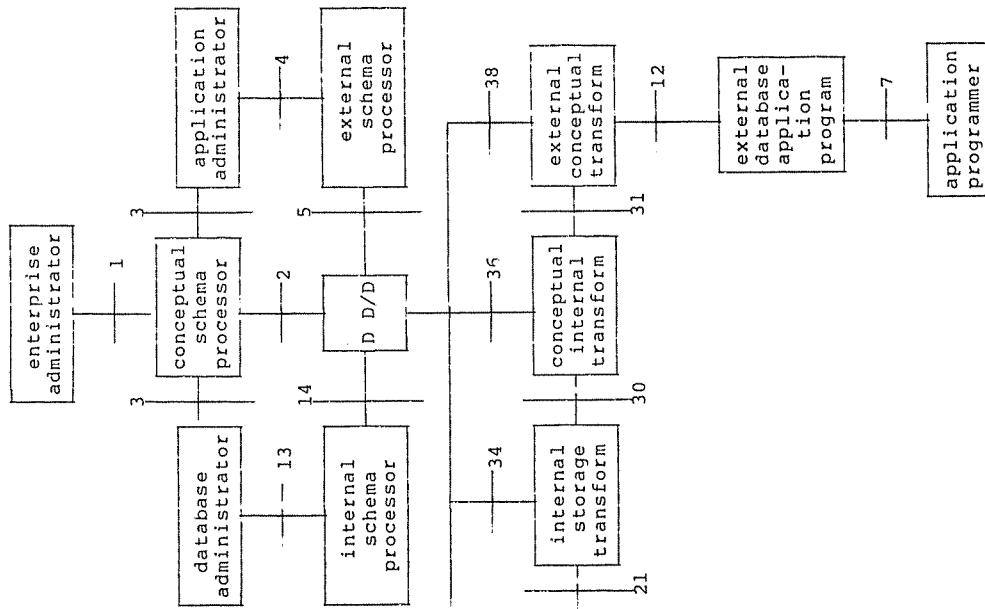 enterprise
administrator
1
database
administrator
3
conceptual
schema
processor
3
application
administrator
13
2
4
internal
schema
processor
14
D D/D
5
external
schema
processor
34
36
38
internal
storage
transform
21
30
conceptual
internal
transform
31
external
conceptual
transform
12
external
database
applica-
tion
program
7
application
programmer